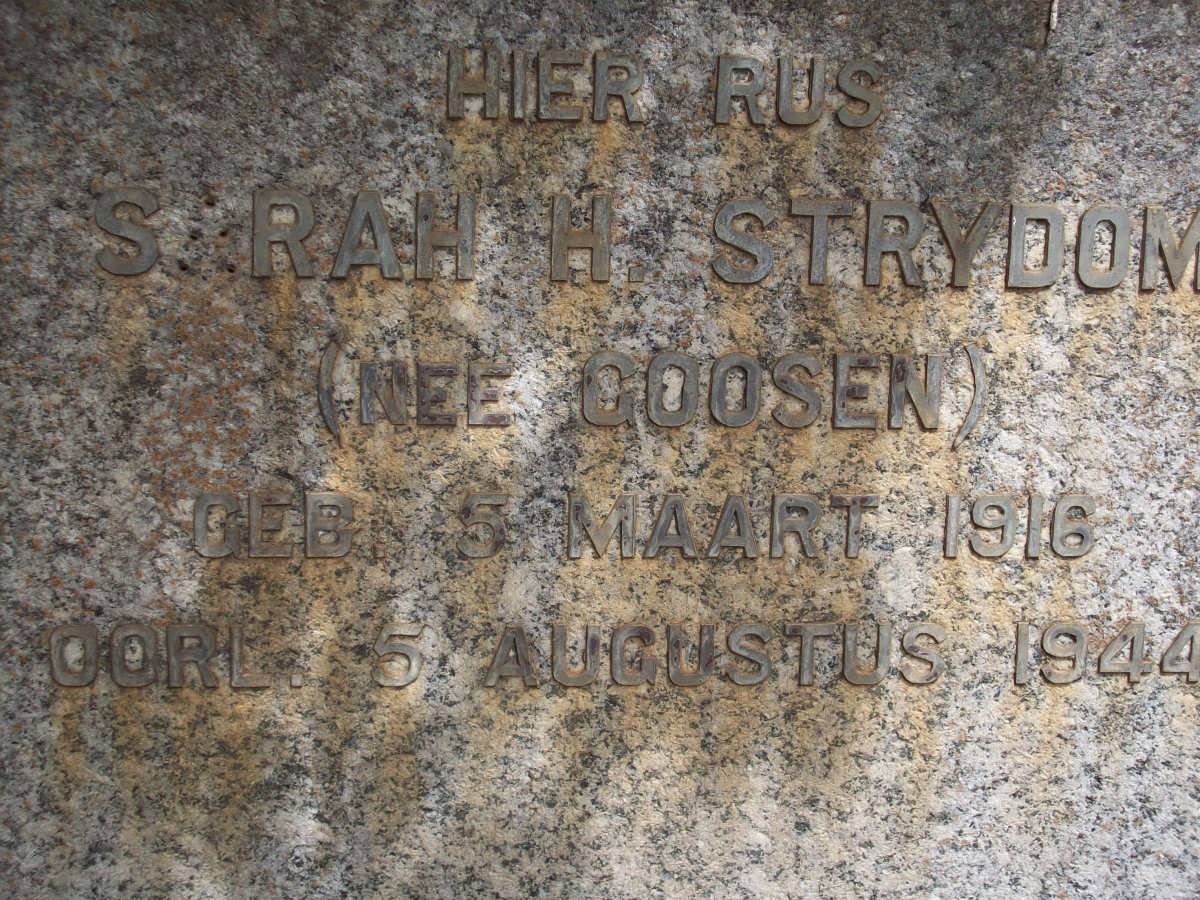 HIER RUS
S RAH H. STRYDOM
(NEE GOOSEN)
GEB. 5 MAART 1916
OORL. 5 AUGUSTUS 1944